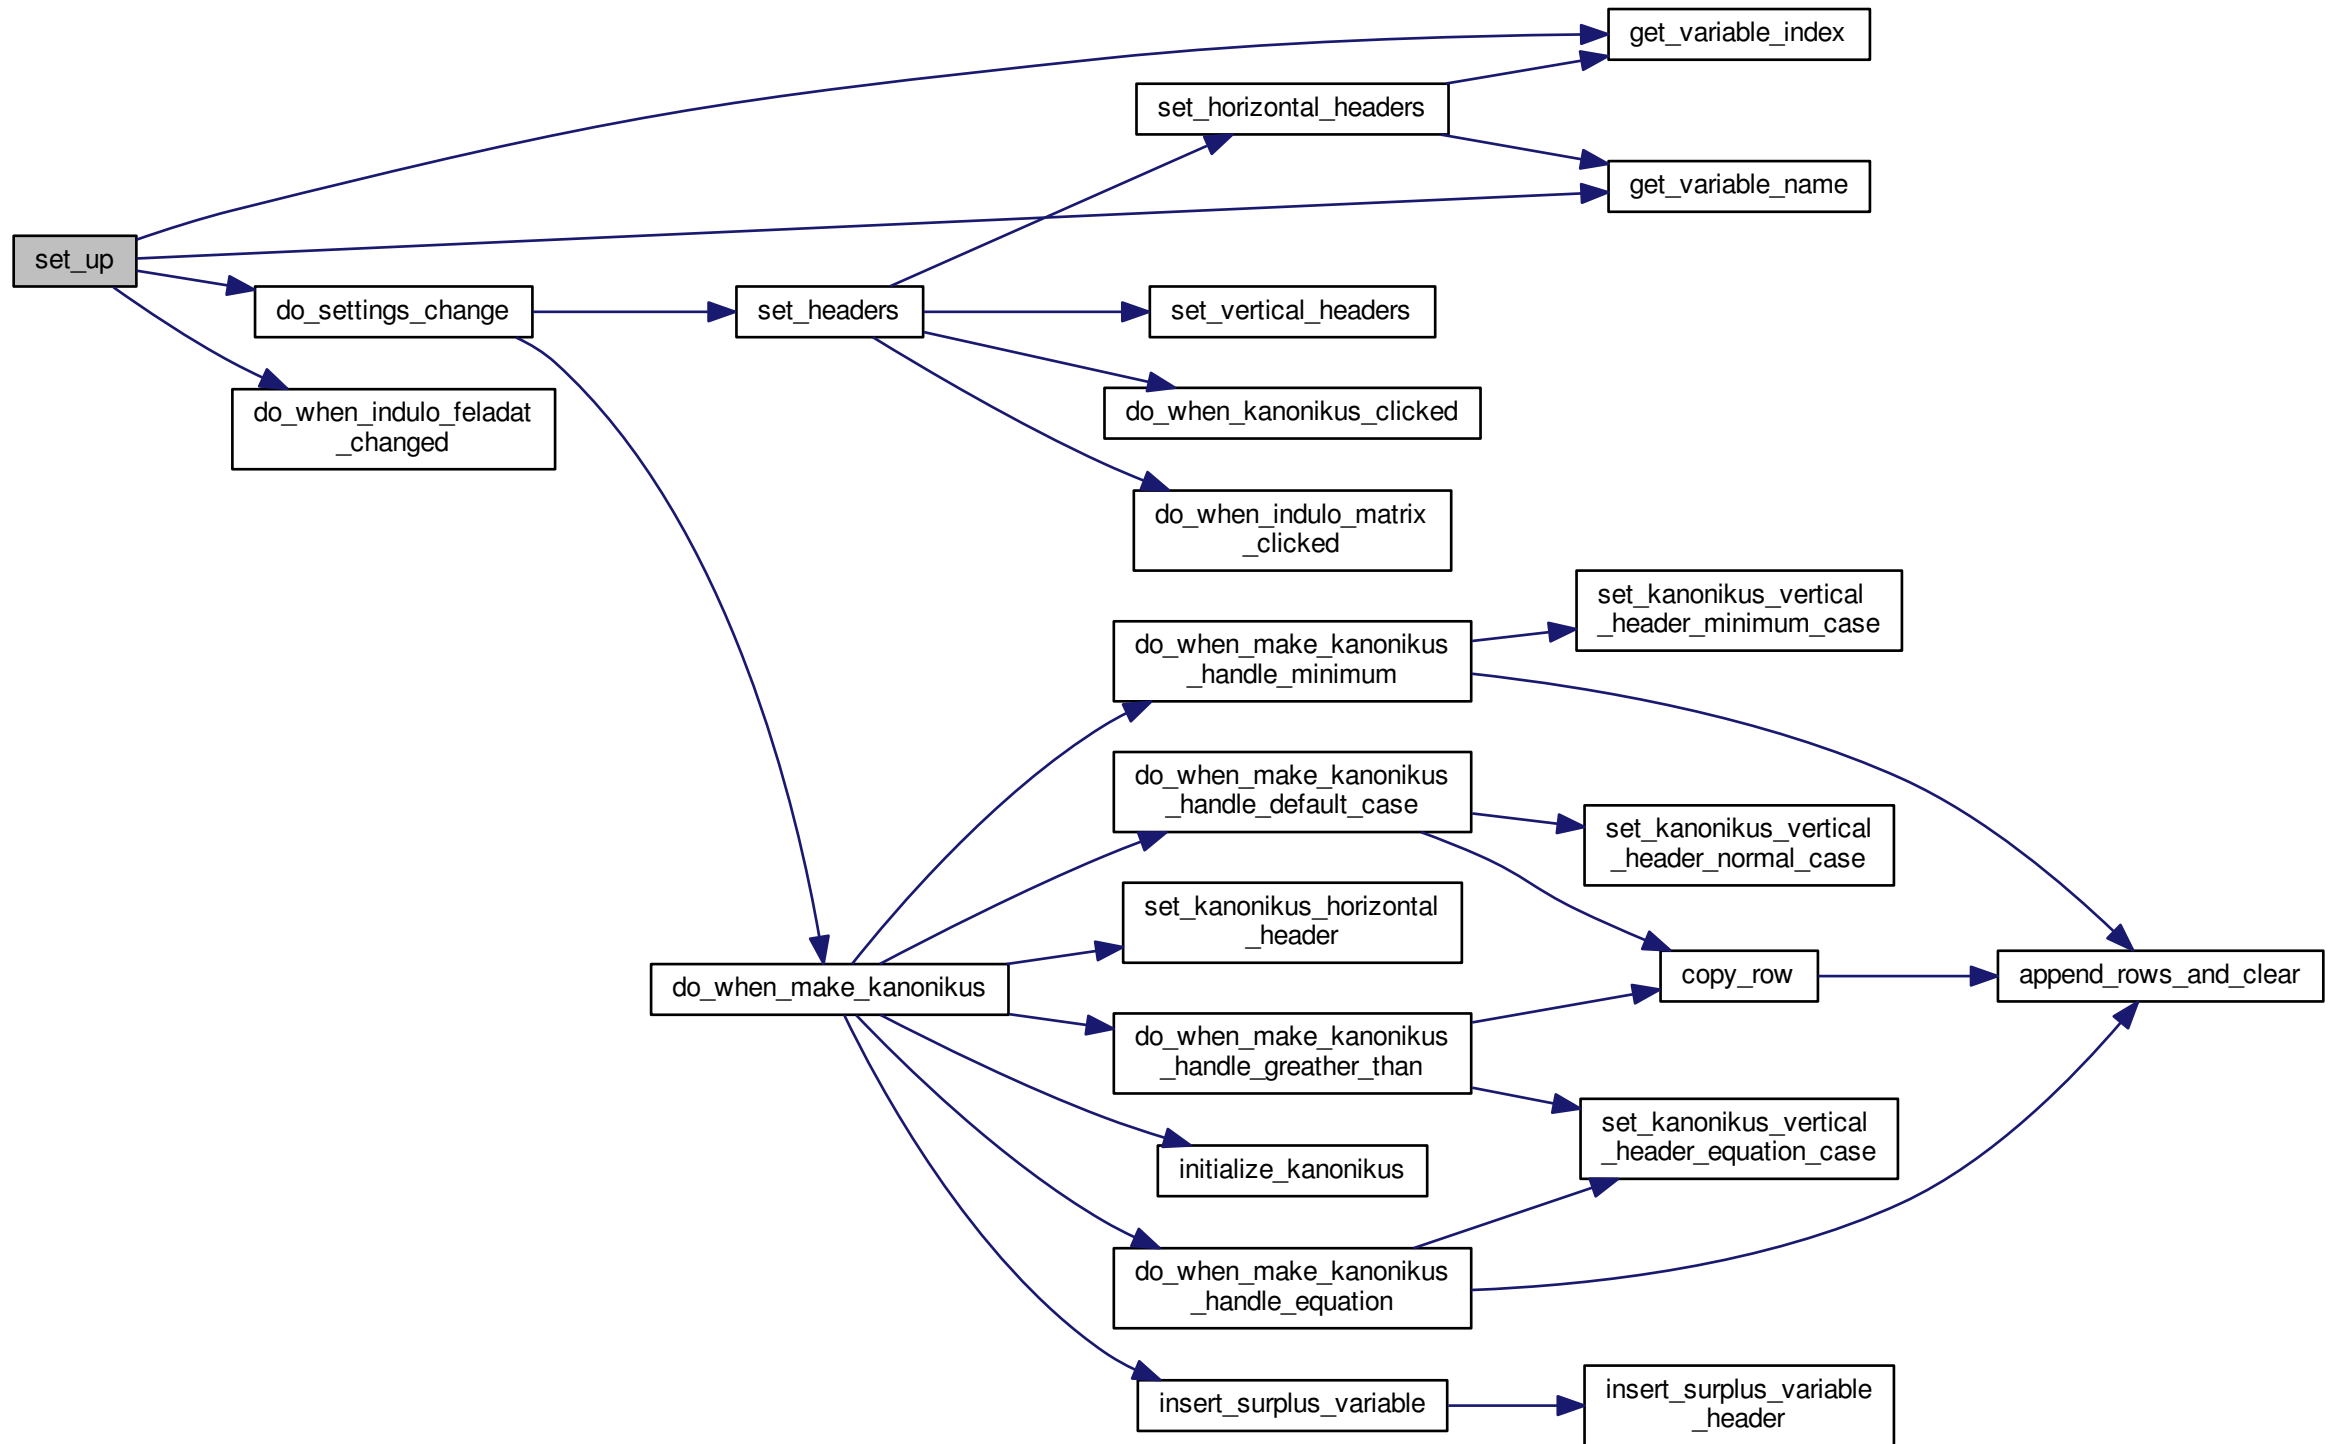 get_variable_index
set_horizontal_headers
get_variable_name
set_up
do_settings_change
set_headers
set_vertical_headers
do_when_indulo_feladat
_changed
do_when_kanonikus_clicked
do_when_indulo_matrix
_clicked
set_kanonikus_vertical
_header_minimum_case
do_when_make_kanonikus
_handle_minimum
do_when_make_kanonikus
_handle_default_case
set_kanonikus_vertical
_header_normal_case
set_kanonikus_horizontal
_header
do_when_make_kanonikus
copy_row
append_rows_and_clear
do_when_make_kanonikus
_handle_greather_than
set_kanonikus_vertical
_header_equation_case
initialize_kanonikus
do_when_make_kanonikus
_handle_equation
insert_surplus_variable
insert_surplus_variable
_header